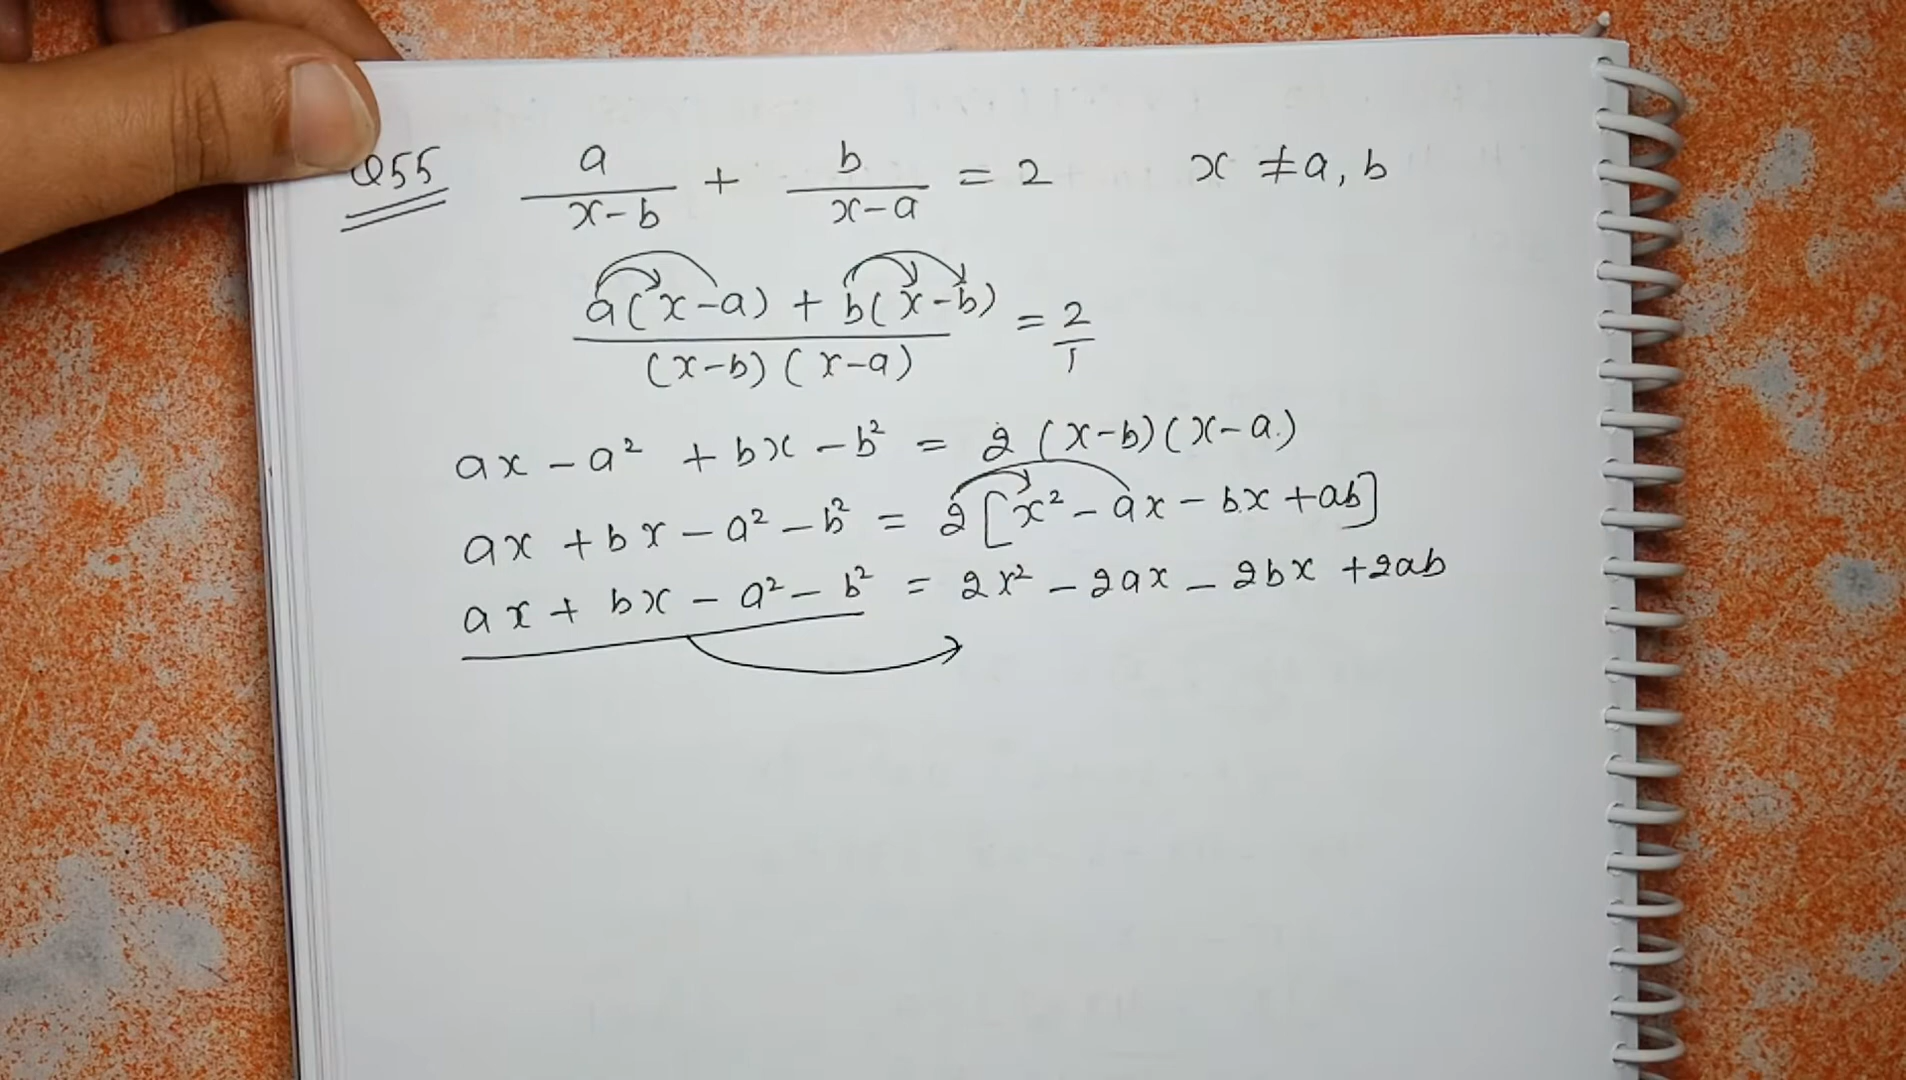 Q55 a/(x-b) + b/(x-a) = 2 x ≠ a, b
(a(x-a) + b(x-b))/((x-b)(x-a)) = 2/1
ax - a² + bx - b² = 2(x-b)(x-a)
ax + bx - a² - b² = 2[x² - ax - bx + ab]
ax + bx - a² - b² = 2x² - 2ax - 2bx + 2ab